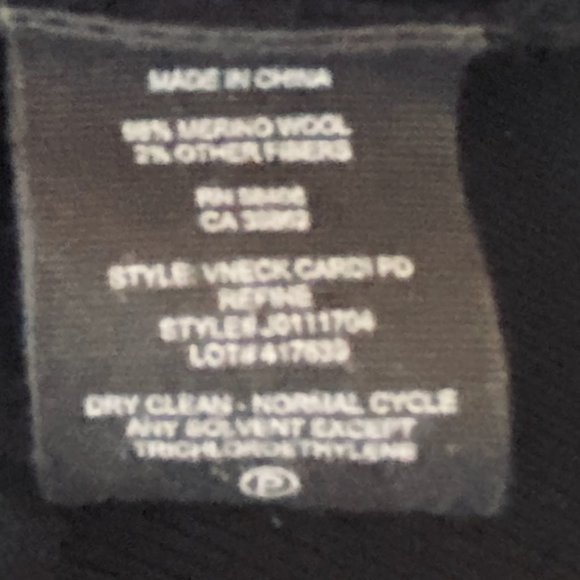 MADE IN CHINA
98% MERINO WOOL
2% OTHER FIBERS
RN
CA
STYLE: VNECK CARDI PD
REFINE
STYLE# J0111704
LOT#
DRY CLEAN - NORMAL CYCLE
ANY SOLVENT EXCEPT
TRICHLOROETHYLENE
P